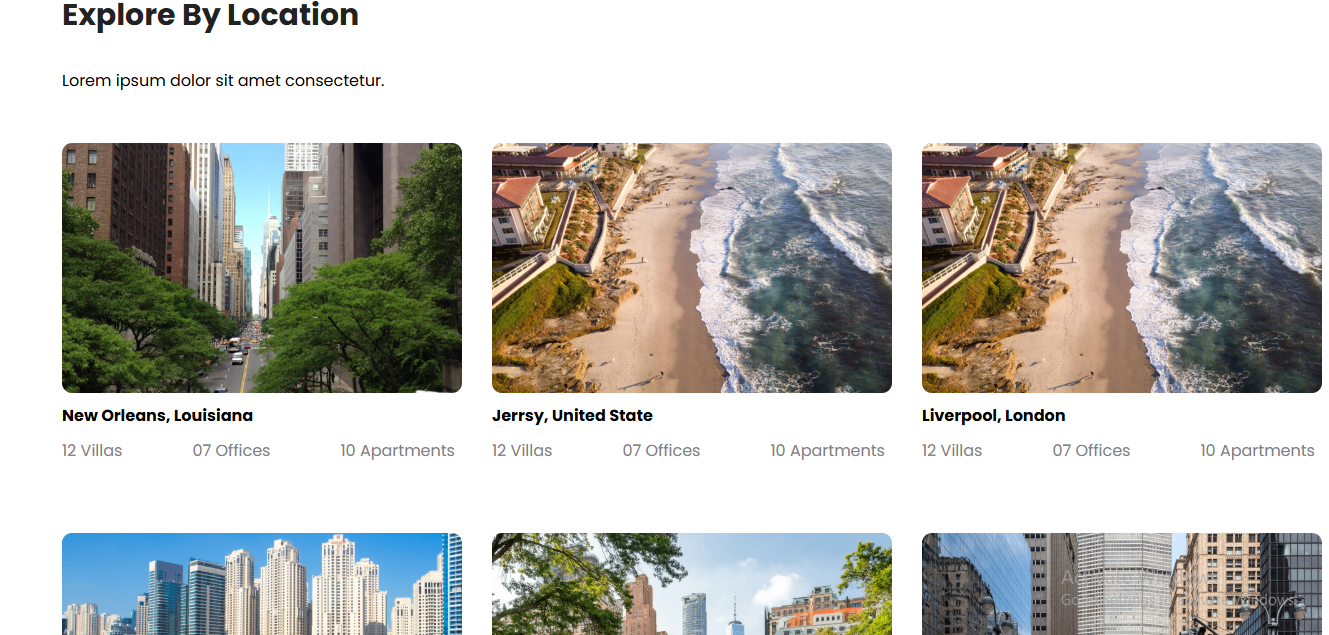 Explore By Location
Lorem ipsum dolor sit amet consectetur.
New Orleans, Louisiana
12 Villas 07 Offices 10 Apartments
Jerrsy, United State
12 Villas 07 Offices 10 Apartments
Liverpool, London
12 Villas 07 Offices 10 Apartments